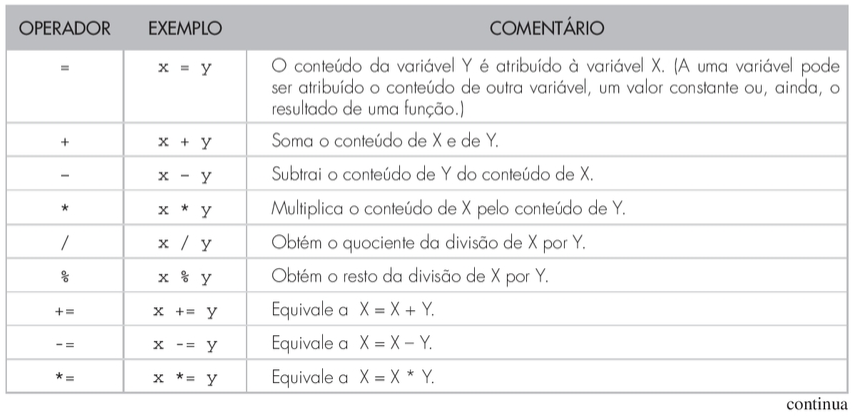 OPERADOR EXEMPLO COMENTÁRIO
= x = y O conteúdo da variável Y é atribuído à variável X. (A uma variável pode
ser atribuído o conteúdo de outra variável, um valor constante ou, ainda, o
resultado de uma função.)
+ x + y Soma o conteúdo de X e de Y.
– x – y Subtrai o conteúdo de Y do conteúdo de X.
* x * y Multiplica o conteúdo de X pelo conteúdo de Y.
/ x / y Obtém o quociente da divisão de X por Y.
% x % y Obtém o resto da divisão de X por Y.
+= x += y Equivale a X = X + Y.
-= x -= y Equivale a X = X – Y.
*= x *= y Equivale a X = X * Y.
continua